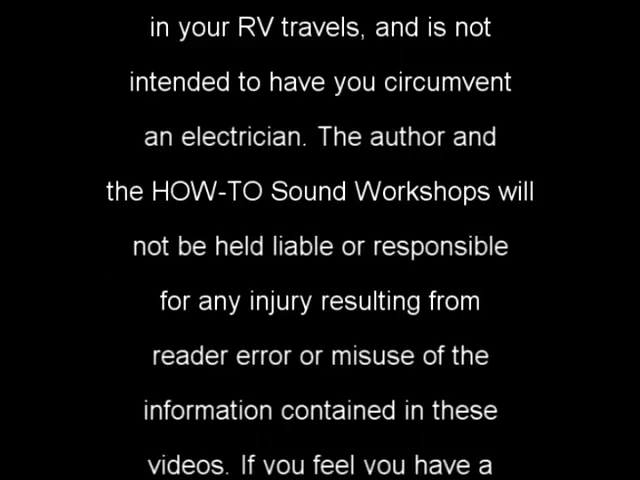 in your RV travels, and is not
intended to have you circumvent
an electrician. The author and
the HOW-TO Sound Workshops will
not be held liable or responsible
for any injury resulting from
reader error or misuse of the
information contained in these
videos. If you feel you have a